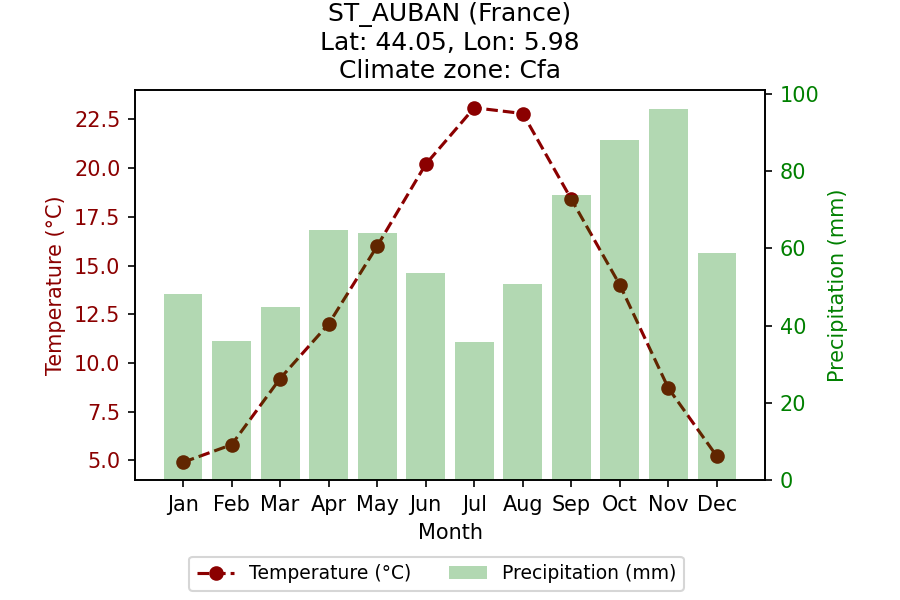 ST_AUBAN (France)
Lat: 44.05, Lon: 5.98
Climate zone: Cfa
Temperature (°C)
22.5
20.0
17.5
15.0
12.5
10.0
7.5
5.0
100
80
60
40
20
0
Precipitation (mm)
Jan Feb Mar Apr May Jun Jul Aug Sep Oct Nov Dec
Month
Temperature (°C) Precipitation (mm)